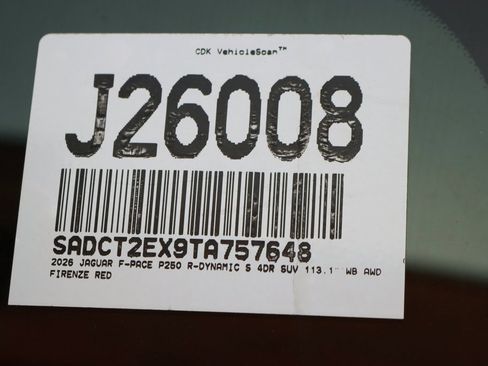 CDK VehicleScan™
J26008
SADCT2EX9TA757648
2026 JAGUAR F-PACE P250 R-DYNAMIC S 4DR SUV 113.1" WB AWD
FIRENZE RED